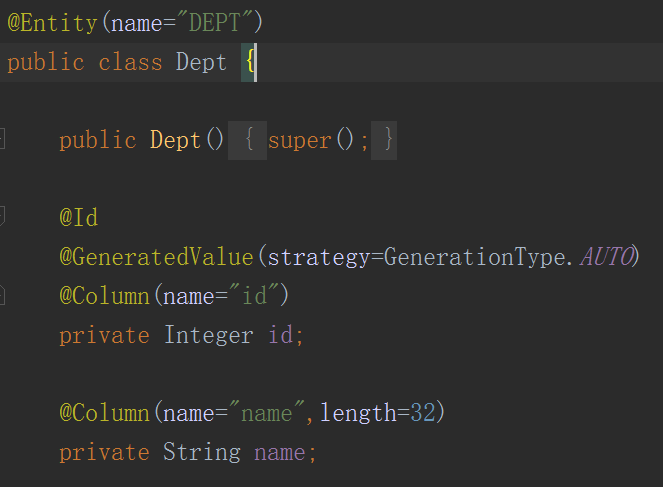 @Entity(name="DEPT")
public class Dept {
public Dept() { super(); }
@Id
@GeneratedValue(strategy=GenerationType.AUTO)
@Column(name="id")
private Integer id;
@Column(name="name",length=32)
private String name;